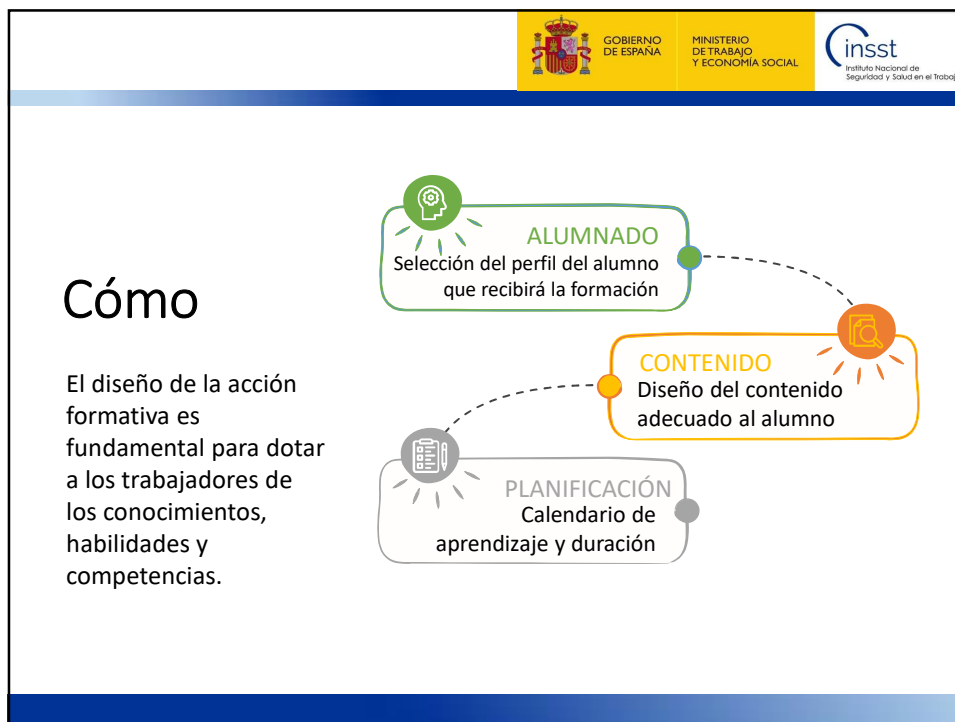 GOBIERNO
DE ESPAÑA
MINISTERIO
DE TRABAJO
Y ECONOMÍA SOCIAL
insst
Instituto Nacional de
Seguridad y Salud en el Trabaj
Cómo
El diseño de la acción
formativa es
fundamental para dotar
a los trabajadores de
los conocimientos,
habilidades y
competencias.
ALUMNADO
Selección del perfil del alumno
que recibirá la formación
CONTENIDO
Diseño del contenido
adecuado al alumno
PLANIFICACIÓN
Calendario de
aprendizaje y duración